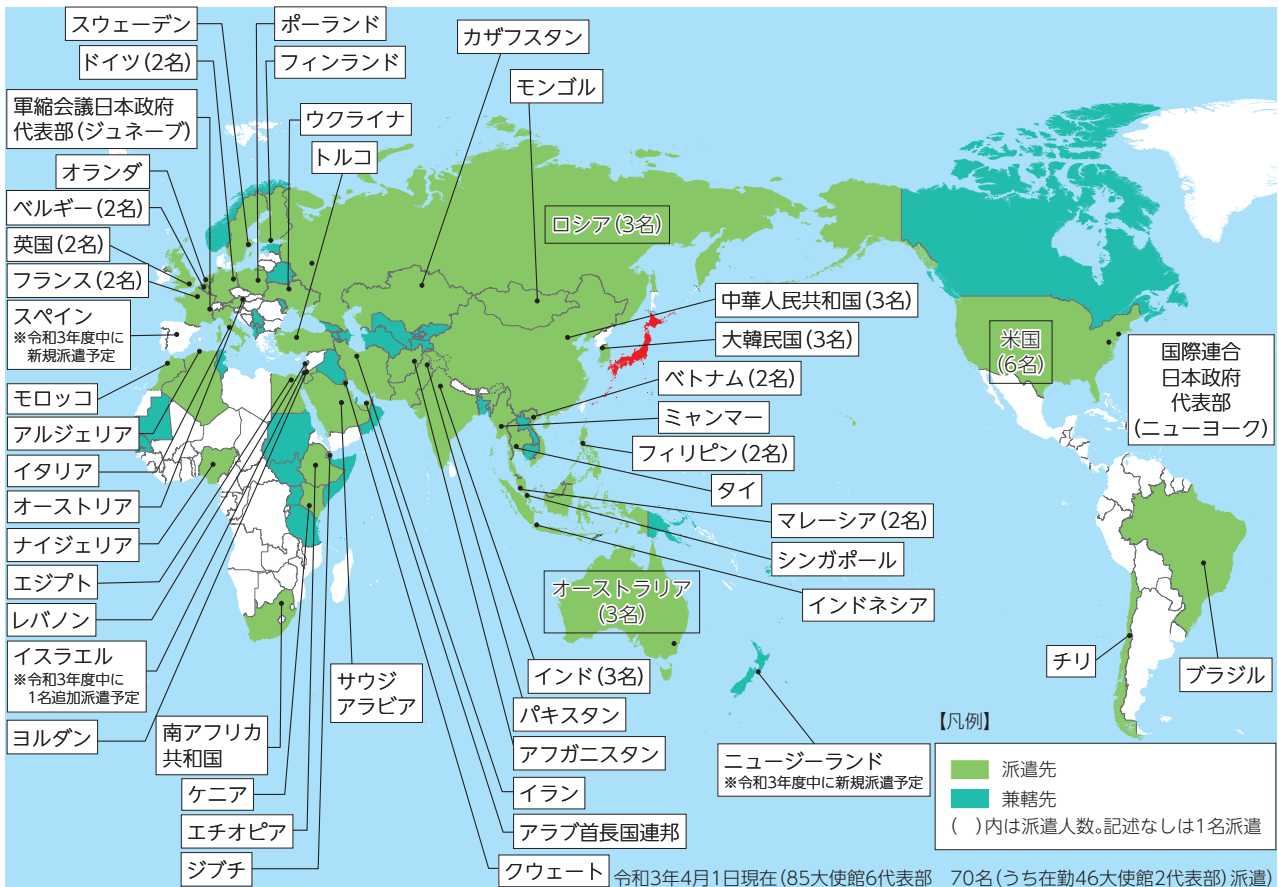 スウェーデン
ドイツ(2名)
軍縮会議日本政府
代表部(ジュネーブ)
オランダ
ベルギー(2名)
英国(2名)
フランス(2名)
スペイン
※令和3年度中に
新規派遣予定
モロッコ
アルジェリア
イタリア
オーストリア
ナイジェリア
エジプト
レバノン
イスラエル
※令和3年度中に
1名追加派遣予定
ヨルダン
ポーランド
フィンランド
ウクライナ
トルコ
カザフスタン
モンゴル
ロシア(3名)
中華人民共和国(3名)
大韓民国(3名)
ベトナム(2名)
ミャンマー
フィリピン(2名)
タイ
マレーシア(2名)
シンガポール
インドネシア
オーストラリア
(3名)
米国
(6名)
国際連合
日本政府
代表部
(ニューヨーク)
チリ
ブラジル
サウジ
アラビア
南アフリカ
共和国
ケニア
エチオピア
ジブチ
インド(3名)
パキスタン
アフガニスタン
イラン
アラブ首長国連邦
クウェート
ニュージーランド
※令和3年度中に新規派遣予定
【凡例】
派遣先
兼轄先
( )内は派遣人数。記述なしは1名派遣
令和3年4月1日現在(85大使館6代表部 70名(うち在勤46大使館2代表部)派遣)